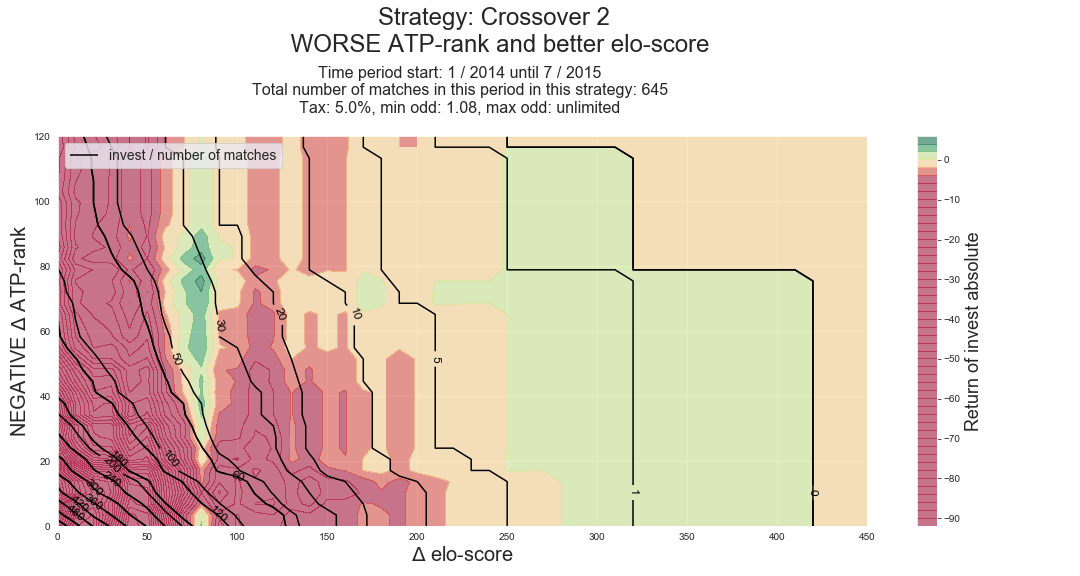 Strategy: Crossover 2
WORSE ATP-rank and better elo-score
Time period start: 1 / 2014 until 7 / 2015
Total number of matches in this period in this strategy: 645
Tax: 5.0%, min odd: 1.08, max odd: unlimited
invest / number of matches
NEGATIVE Δ ATP-rank
120
100
80
60
40
20
0
50
30
20
10
5
1
0
100
60
120
200
240
0 50 100 150 200 250 300 350 400 450
Δ elo-score
0
−10
−20
−30
−40
−50
−60
−70
−80
−90
Return of invest absolute